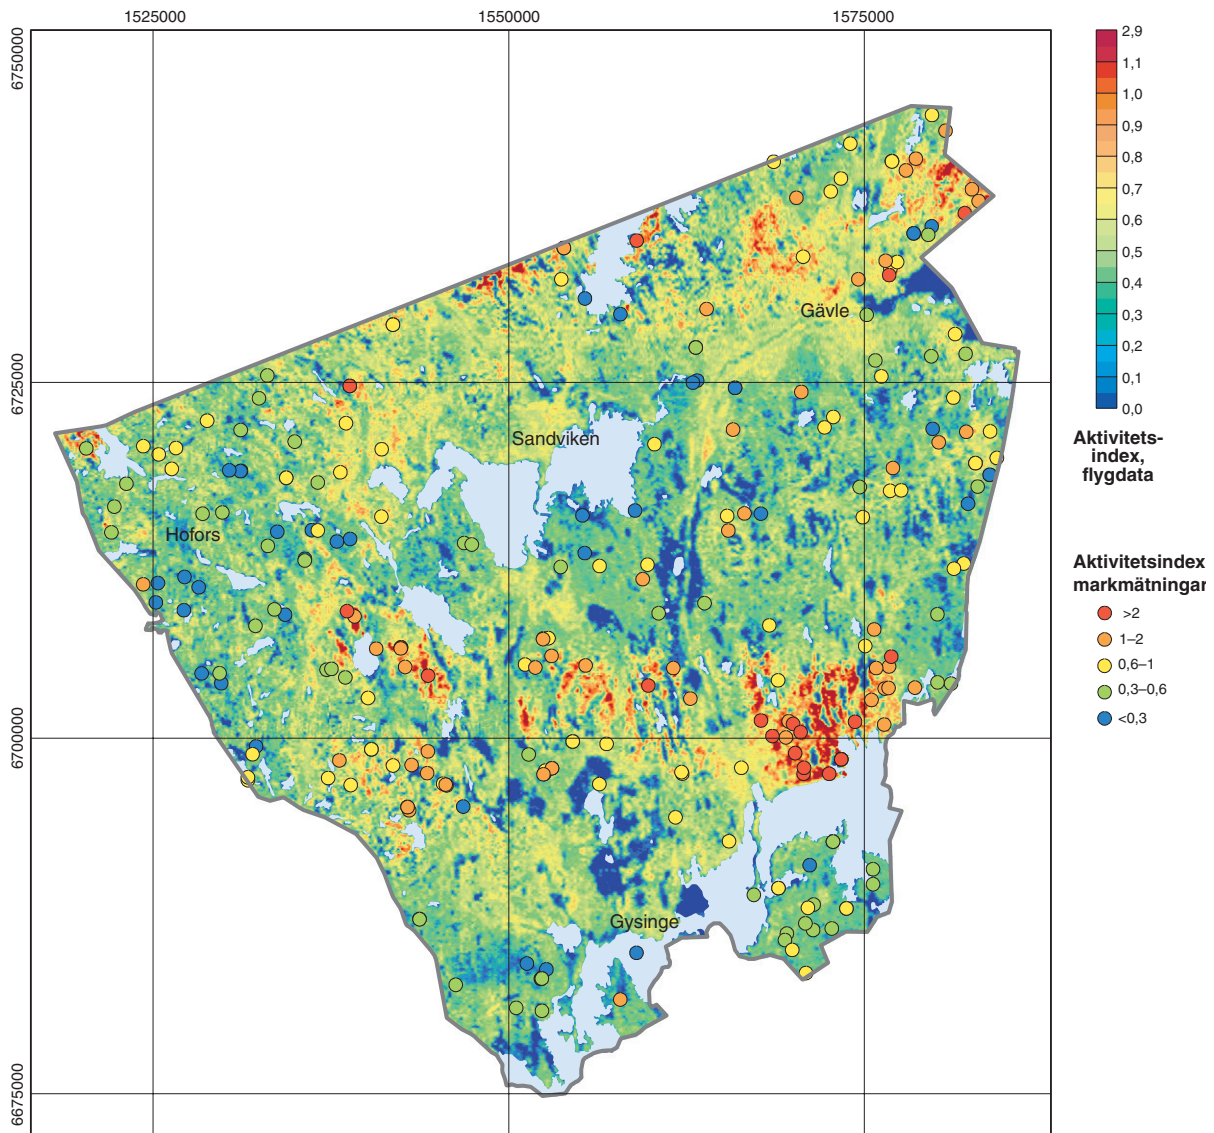 1525000
1550000
1575000
6750000
6725000
6700000
6675000
Gävle
Sandviken
Hofors
Gysinge
2,9
1,1
1,0
0,9
0,8
0,7
0,6
0,5
0,4
0,3
0,2
0,1
0,0
Aktivitets-
index,
flygdata
Aktivitetsindex
markmätningar
>2
1–2
0,6–1
0,3–0,6
<0,3